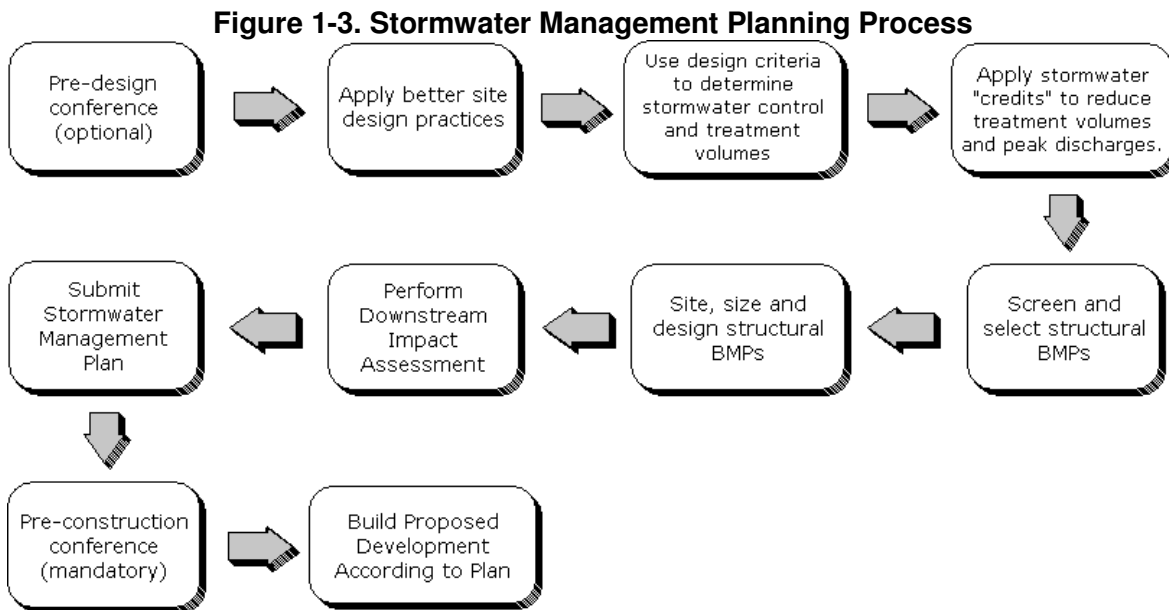 Figure 1-3. Stormwater Management Planning Process
Pre-design
conference
(optional)
Apply better site
design practices
Use design criteria
to determine
stormwater control
and treatment
volumes
Apply stormwater
"credits" to reduce
treatment volumes
and peak discharges.
Screen and
select structural
BMPs
Site, size and
design structural
BMPs
Perform
Downstream
Impact
Assessment
Submit
Stormwater
Management
Plan
Pre-construction
conference
(mandatory)
Build Proposed
Development
According to Plan